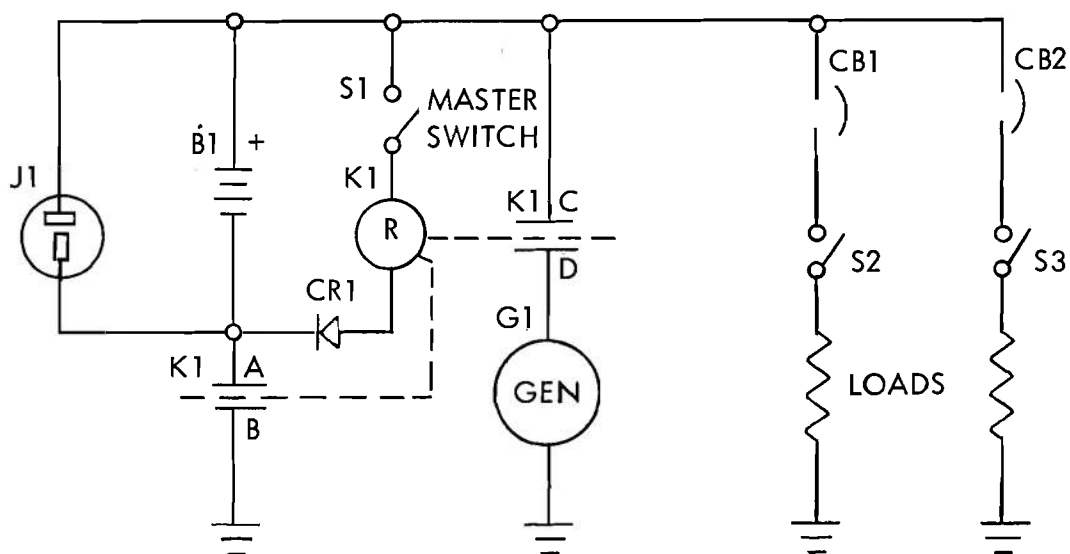 S1
MASTER
SWITCH
CB1
CB2
B1 +
J1
K1
R
K1 C
D
S2
S3
CR1
G1
K1 A
B
GEN
LOADS